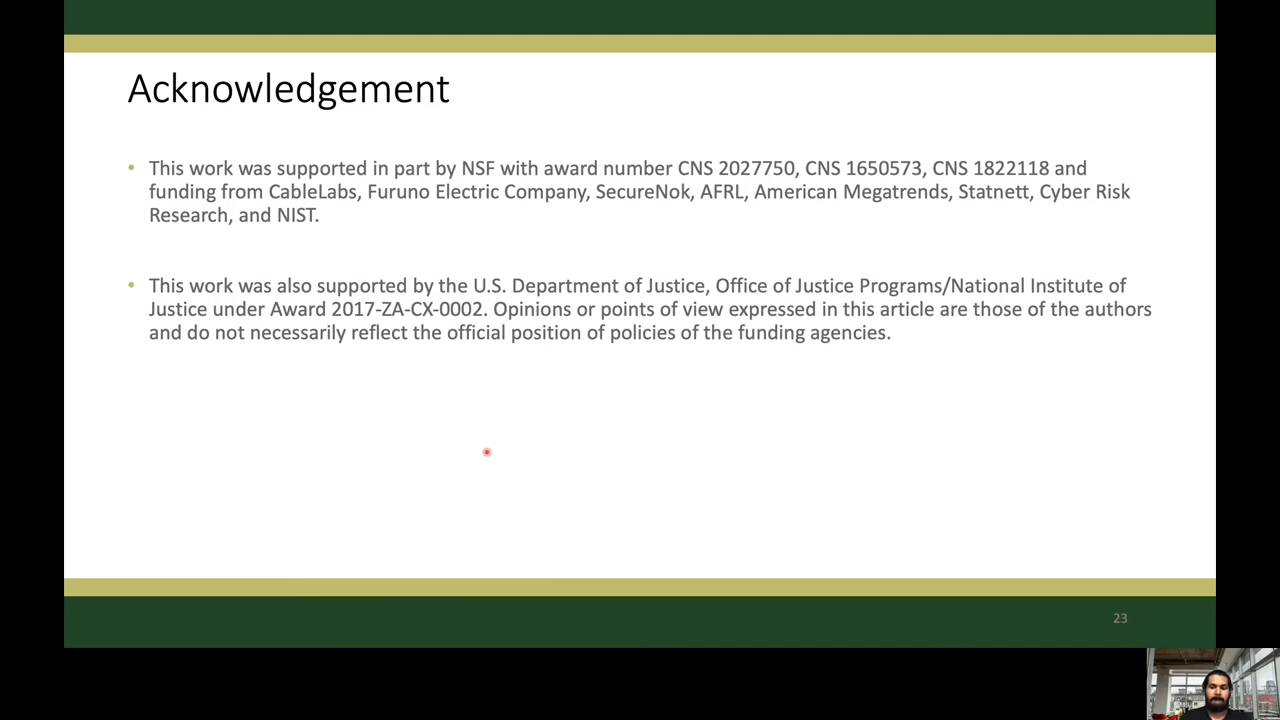 Acknowledgement
• This work was supported in part by NSF with award number CNS 2027750, CNS 1650573, CNS 1822118 and
funding from CableLabs, Furuno Electric Company, SecureNok, AFRL, American Megatrends, Statnett, Cyber Risk
Research, and NIST.
• This work was also supported by the U.S. Department of Justice, Office of Justice Programs/National Institute of
Justice under Award 2017-ZA-CX-0002. Opinions or points of view expressed in this article are those of the authors
and do not necessarily reflect the official position of policies of the funding agencies.
23